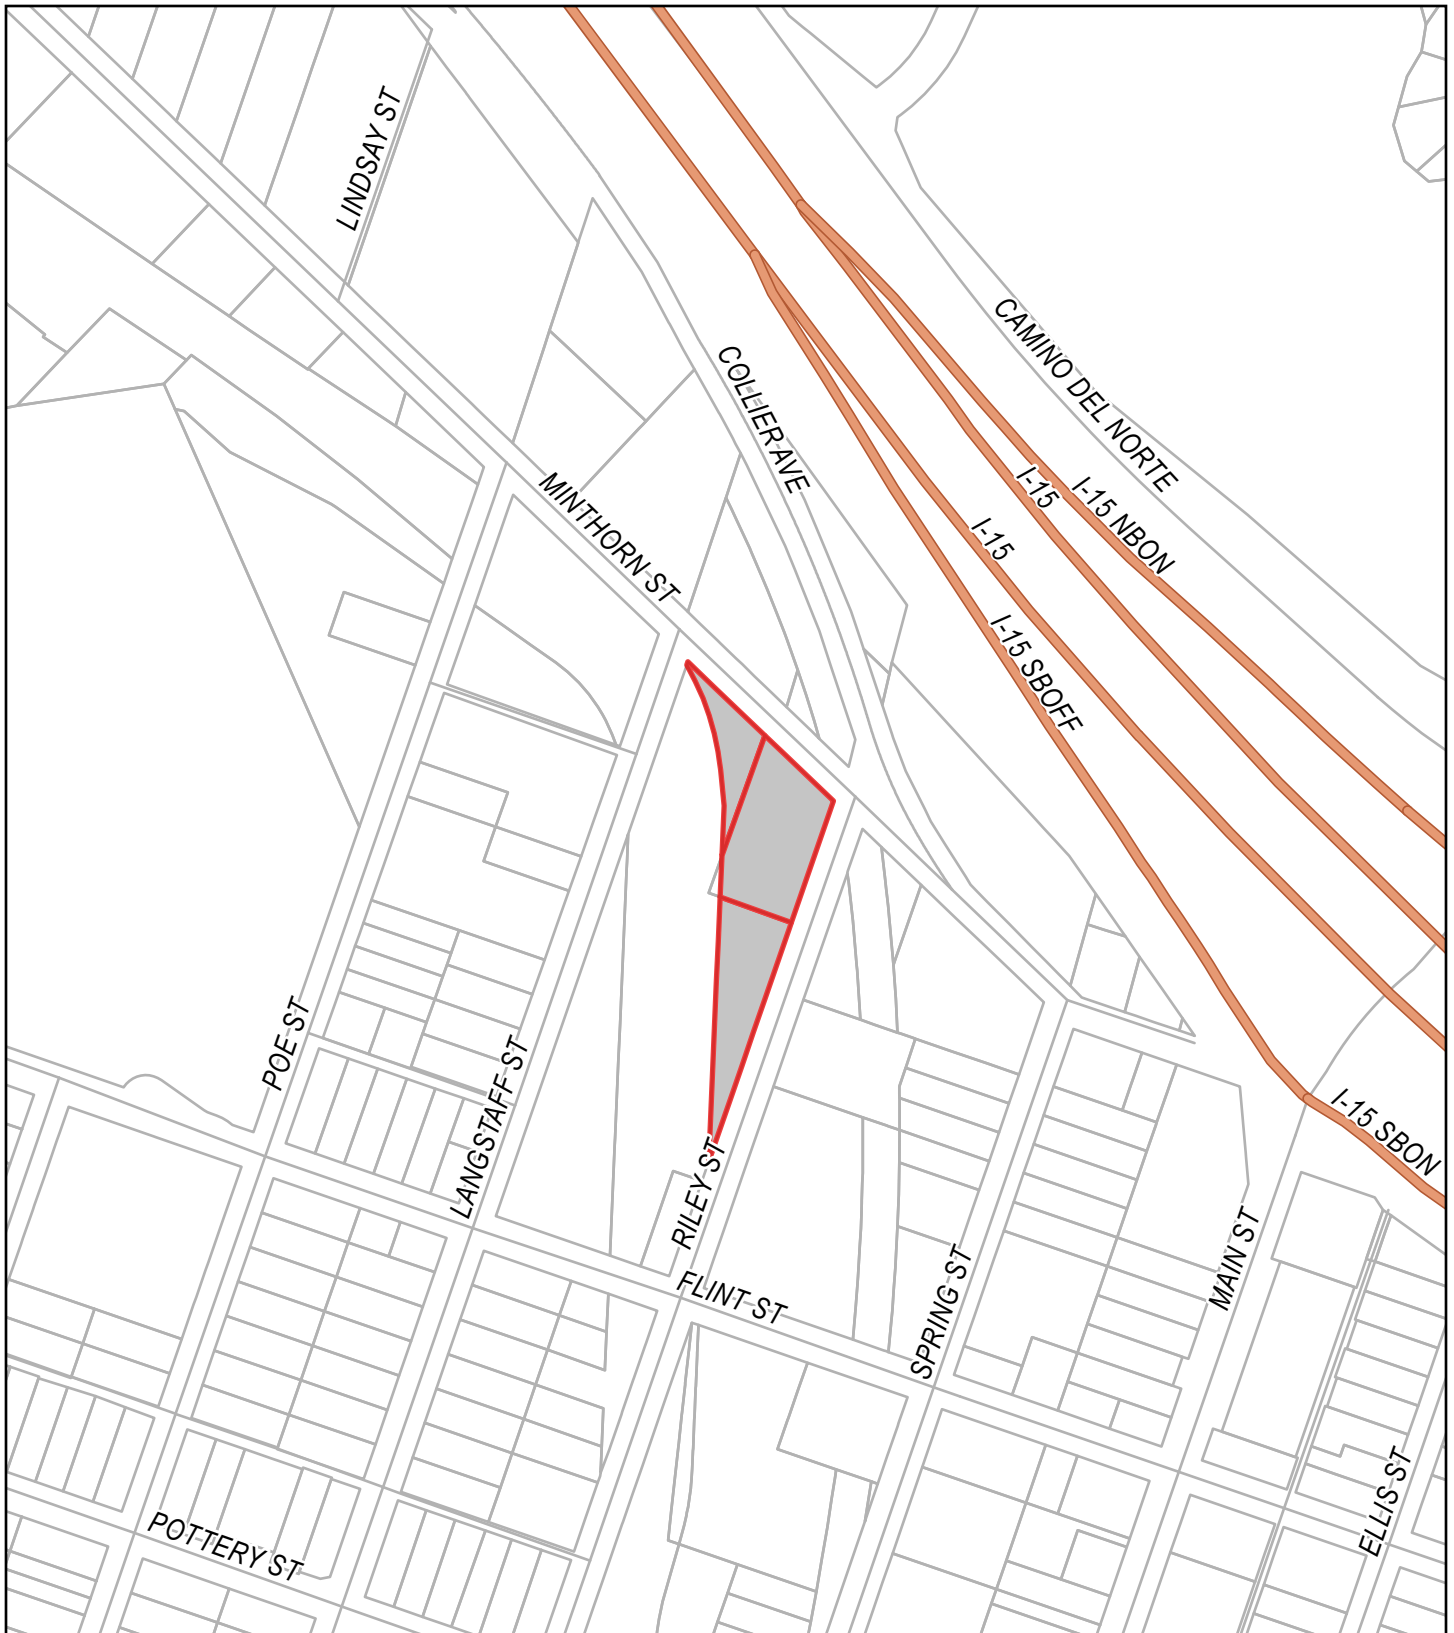 LINDSAY ST
CAMINO DEL NORTE
COLLIER AVE
MINTHORN ST
I-15
I-15 NBON
I-15
I-15 SBOFF
POE ST
LANGSTAFF ST
I-15 SBON
RILEY ST
MAIN ST
SPRING ST
FLINT ST
ELLIS ST
POTTERY ST